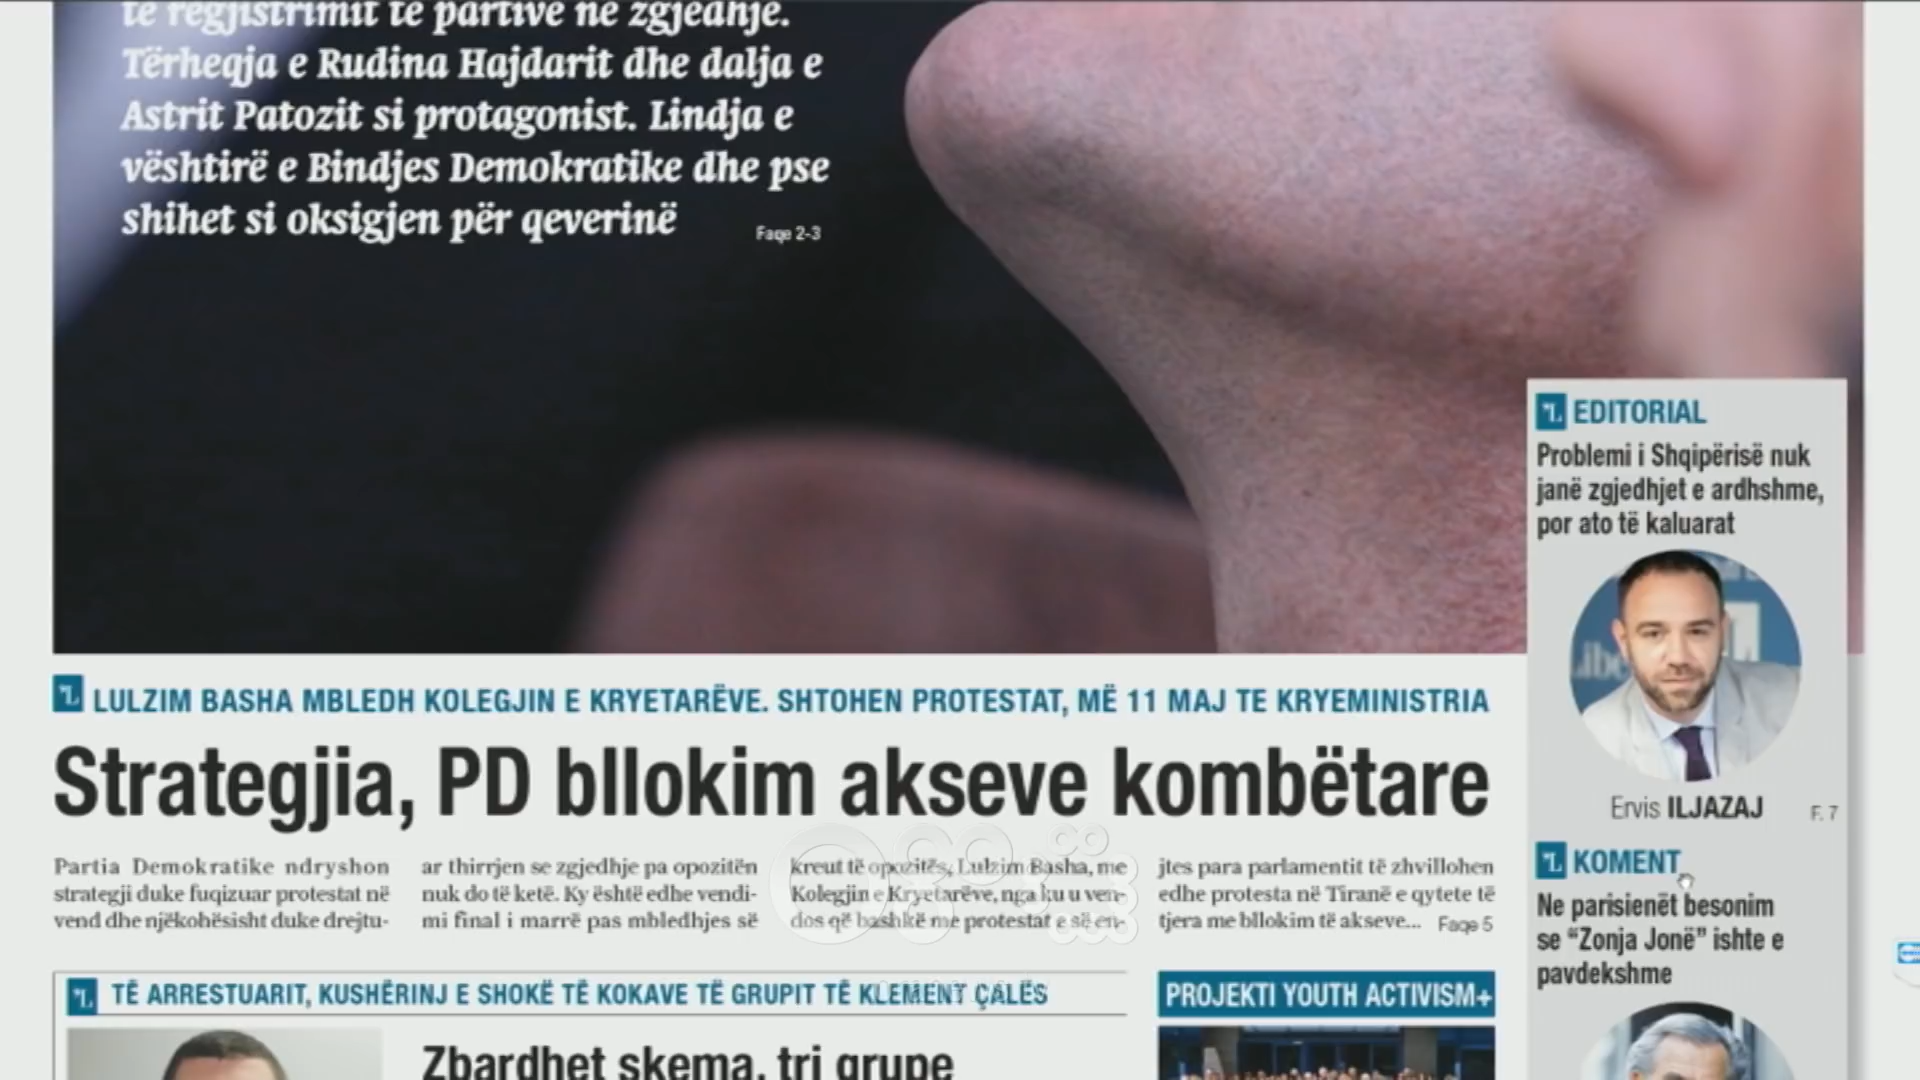 të regjistrimit të partive në zgjedhje.
Tërheqja e Rudina Hajdarit dhe dalja e
Astrit Patozit si protagonist. Lindja e
vështirë e Bindjes Demokratike dhe pse
shihet si oksigjen për qeverinë
Faqe 2-3
EDITORIAL
Problemi i Shqipërisë nuk
janë zgjedhjet e ardhshme,
por ato të kaluarat
Ervis ILJAZAJ
F. 7
KOMENT
Ne parisienët besonim
se “Zonja Jonë” ishte e
pavdekshme
LULZIM BASHA MBLEDH KOLEGJIN E KRYETARËVE. SHTOHEN PROTESTAT, MË 11 MAJ TE KRYEMINISTRIA
Strategjia, PD bllokim akseve kombëtare
Partia Demokratike ndryshon
strategji duke fuqizuar protestat në
vend dhe njëkohësisht duke drejtu-
ar thirrjen se zgjedhje pa opozitën
nuk do të ketë. Ky është edhe vendi-
mi final i marrë pas mbledhjes së
kreut të opozitës, Lulzim Basha, me
Kolegjin e Kryetarëve, nga ku u ven-
dos që bashkë me protestat e së en-
jtes para parlamentit të zhvillohen
edhe protesta në Tiranë e qytete të
tjera me bllokim të akseve... Faqe 5
TË ARRESTUARIT, KUSHËRINJ E SHOKË TË KOKAVE TË GRUPIT TË KLEMENT ÇALËS
Zbardhet skema, tri grupe
PROJEKTI YOUTH ACTIVISM+